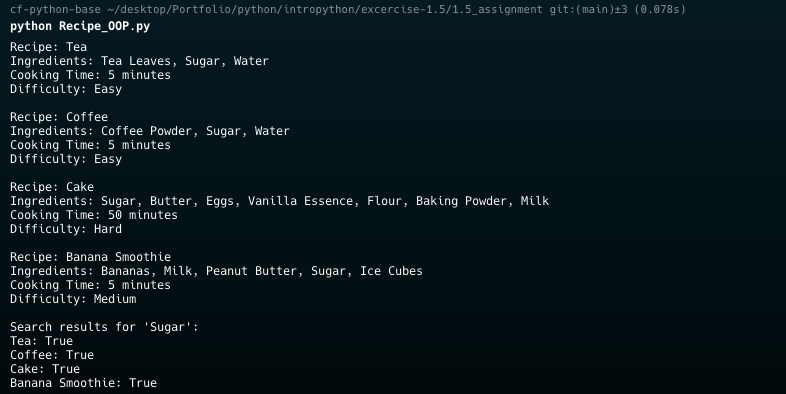 cf-python-base ~/desktop/Portfolio/python/intropython/excercise-1.5/1.5_assignment git:(main)±3 (0.078s)
python Recipe_OOP.py
Recipe: Tea
Ingredients: Tea Leaves, Sugar, Water
Cooking Time: 5 minutes
Difficulty: Easy
Recipe: Coffee
Ingredients: Coffee Powder, Sugar, Water
Cooking Time: 5 minutes
Difficulty: Easy
Recipe: Cake
Ingredients: Sugar, Butter, Eggs, Vanilla Essence, Flour, Baking Powder, Milk
Cooking Time: 50 minutes
Difficulty: Hard
Recipe: Banana Smoothie
Ingredients: Bananas, Milk, Peanut Butter, Sugar, Ice Cubes
Cooking Time: 5 minutes
Difficulty: Medium
Search results for 'Sugar':
Tea: True
Coffee: True
Cake: True
Banana Smoothie: True